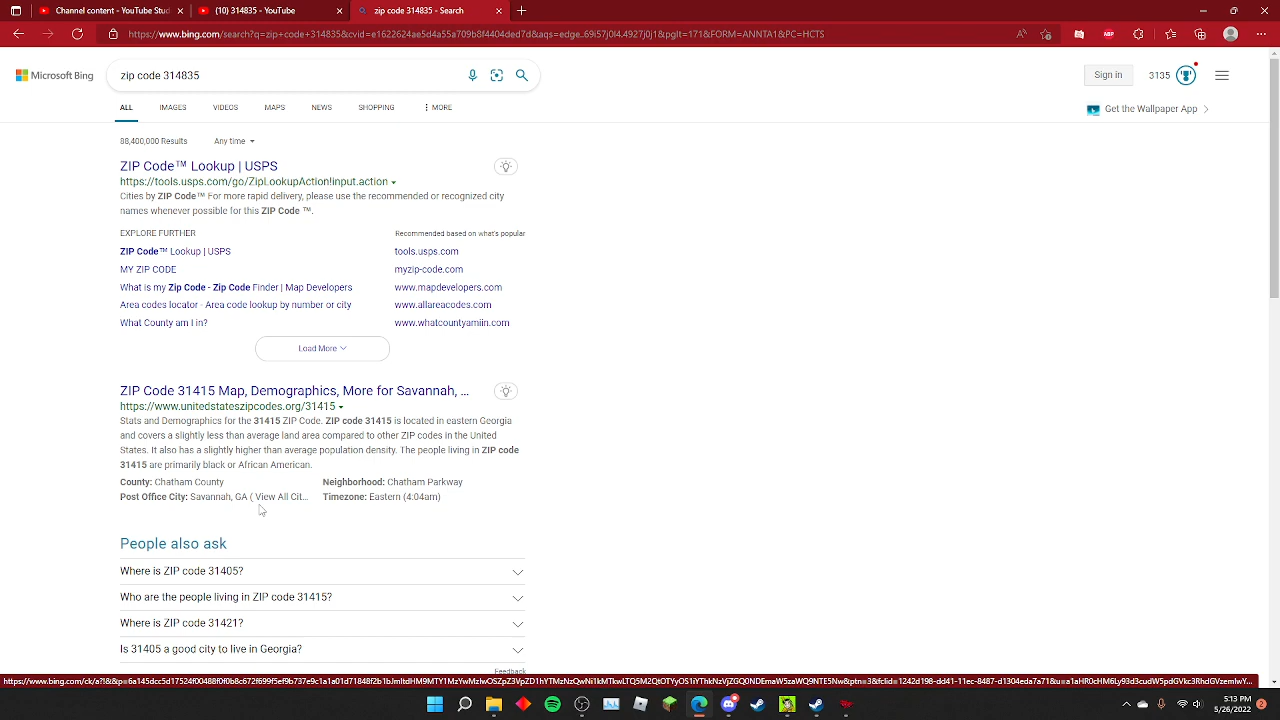 Channel content - YouTube Stud
(10) 314835 - YouTube
zip code 314835 - Search
Microsoft Bing
zip code 314835
Sign in
3135
ALL
IMAGES
VIDEOS
MAPS
NEWS
SHOPPING
MORE
Get the Wallpaper App
88,400,000 Results
Any time
ZIP Code™ Lookup | USPS
https://tools.usps.com/go/ZipLookupAction!input.action
Cities by ZIP Code™ For more rapid delivery, please use the recommended or recognized city
names whenever possible for this ZIP Code ™.
EXPLORE FURTHER
Recommended based on what's popular
ZIP Code™ Lookup | USPS
tools.usps.com
MY ZIP CODE
myzip-code.com
What is my Zip Code - Zip Code Finder | Map Developers
www.mapdevelopers.com
Area codes locator - Area code lookup by number or city
www.allareacodes.com
What County am I in?
www.whatcountyamiin.com
Load More
ZIP Code 31415 Map, Demographics, More for Savannah, ...
https://www.unitedstateszipcodes.org/31415
Stats and Demographics for the 31415 ZIP Code. ZIP code 31415 is located in eastern Georgia
and covers a slightly less than average land area compared to other ZIP codes in the United
States. It also has a slightly higher than average population density. The people living in ZIP code
31415 are primarily black or African American.
County: Chatham County
Neighborhood: Chatham Parkway
Post Office City: Savannah, GA ( View All Cit...
Timezone: Eastern (4:04am)
People also ask
Where is ZIP code 31405?
Who are the people living in ZIP code 31415?
Where is ZIP code 31421?
Is 31405 a good city to live in Georgia?
Feedback
5:13 PM
5/26/2022
2